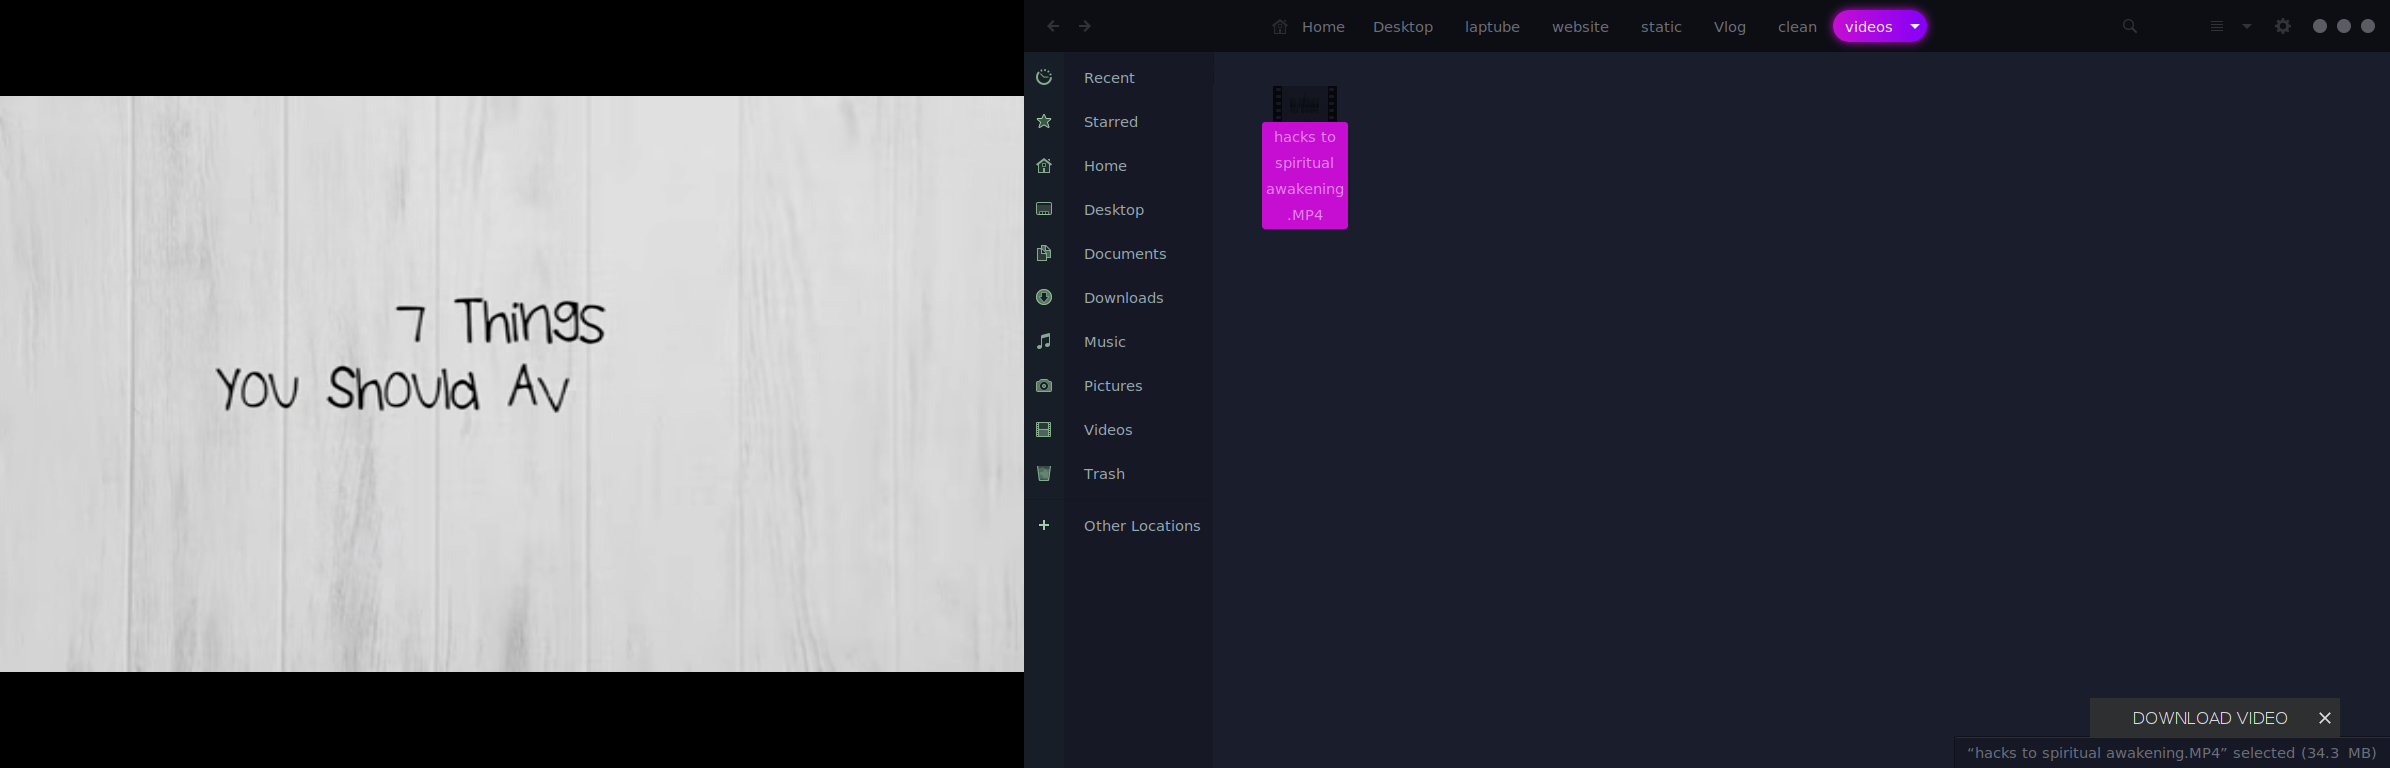 7 Things
You Should Av
Home Desktop laptube website static Vlog clean videos
Recent
Starred
Home
Desktop
Documents
Downloads
Music
Pictures
Videos
Trash
Other Locations
hacks to
spiritual
awakening
.MP4
DOWNLOAD VIDEO
“hacks to spiritual awakening.MP4” selected (34.3 MB)